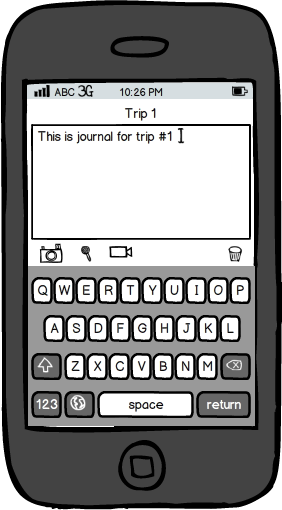 ABC 3G 10:26 PM
Trip 1
This is journal for trip #1
Q W E R T Y U I O P
A S D F G H J K L
Z X C V B N M
123 space return